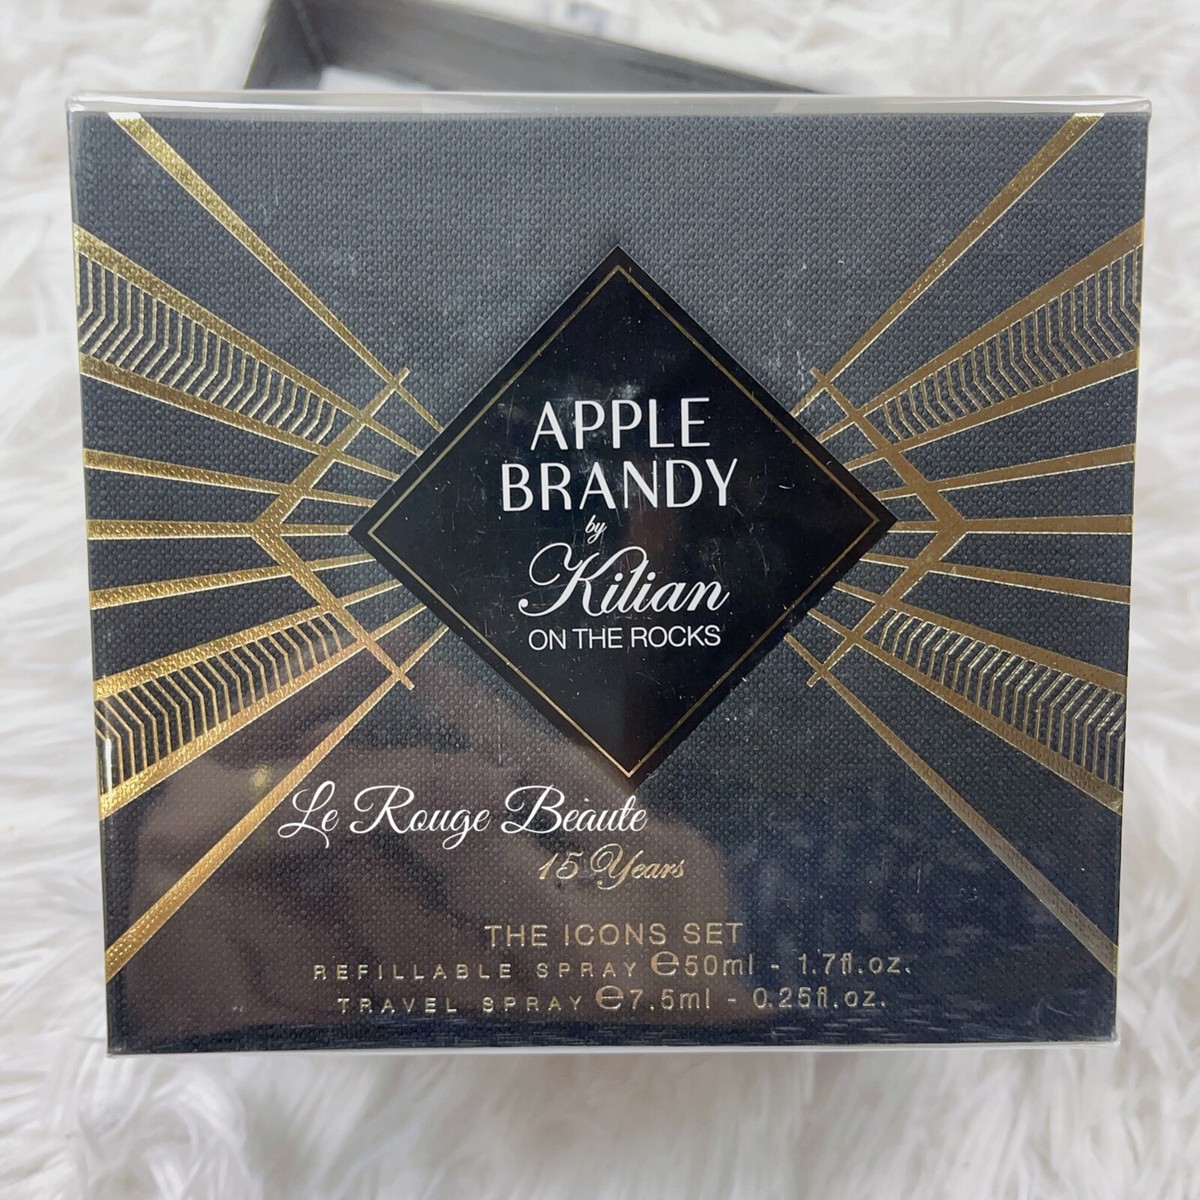 APPLE
BRANDY
by
Kilian
ON THE ROCKS
Le Rouge Beàute
15 Years
THE ICONS SET
REFILLABLE SPRAY ℮50ml - 1.7fl.oz.
TRAVEL SPRAY ℮7.5ml - 0.25fl.oz.